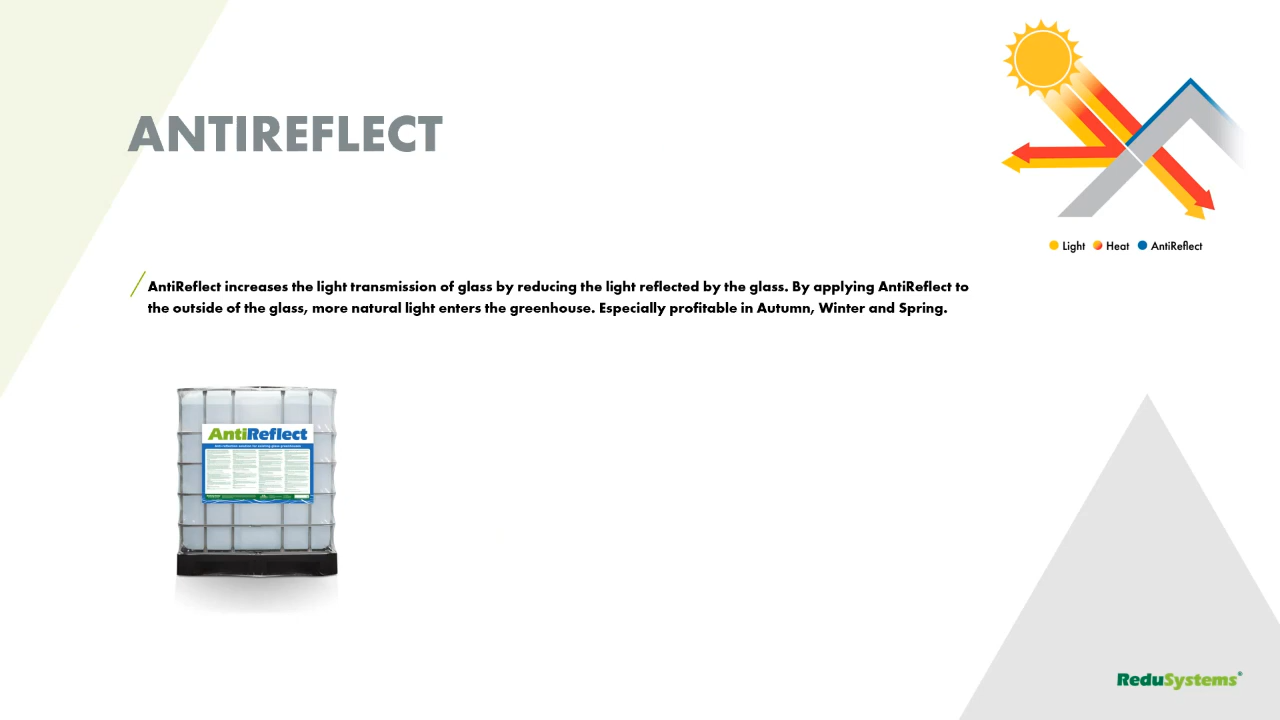 ANTIREFLECT
Light Heat AntiReflect
AntiReflect increases the light transmission of glass by reducing the light reflected by the glass. By applying AntiReflect to
the outside of the glass, more natural light enters the greenhouse. Especially profitable in Autumn, Winter and Spring.
AntiReflect
ReduSystems®